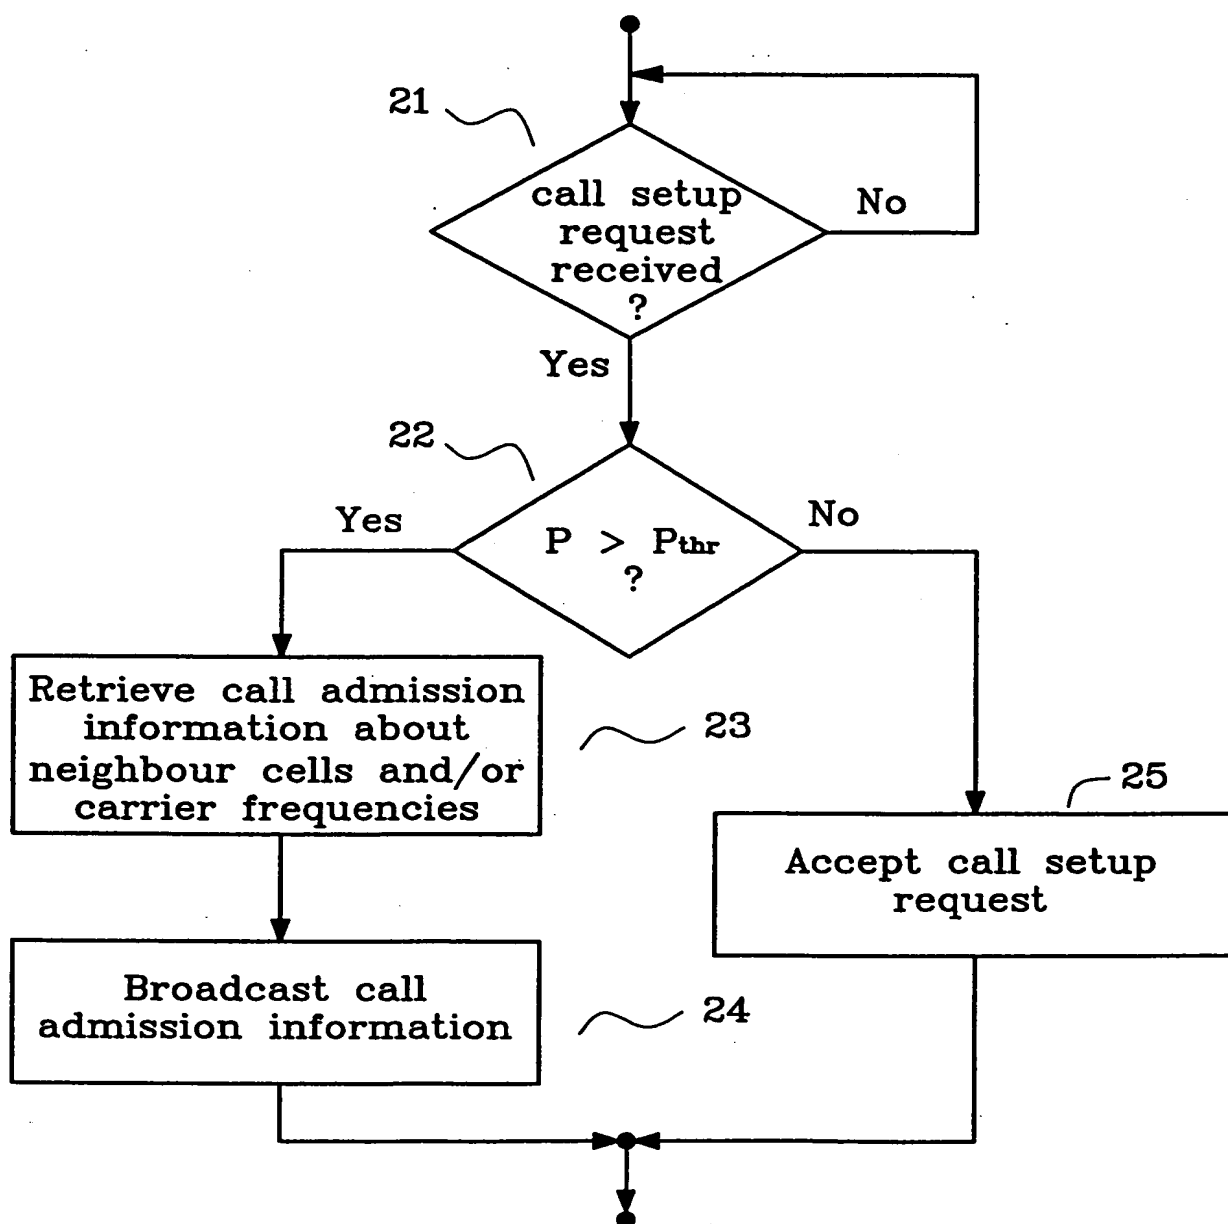 21
call setup
request
received
?
No
Yes
22
P > Pthr
?
Yes
No
Retrieve call admission
information about
neighbour cells and/or
carrier frequencies
23
25
Accept call setup
request
Broadcast call
admission information
24